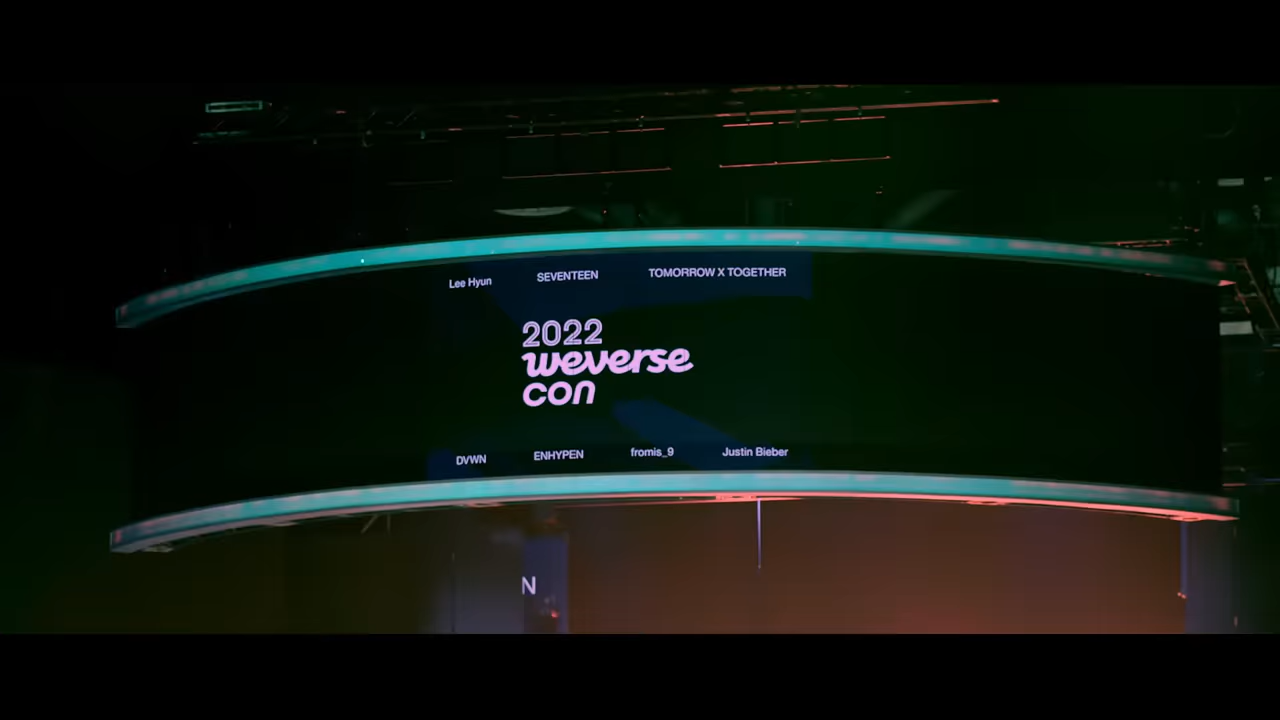 Lee Hyun SEVENTEEN TOMORROW X TOGETHER
2022
weverse
con
DVWN ENHYPEN fromis_9 Justin Bieber
N